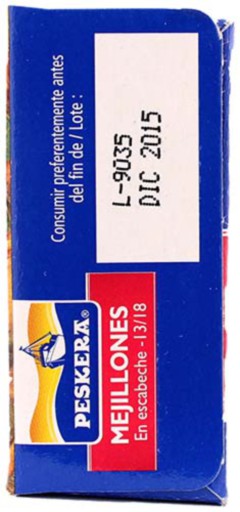 Consumir preferentemente antes
del fin de / Lote :
L-9035
DIC 2015
PESKERA®
MEJILLONES
En escabeche -13/18